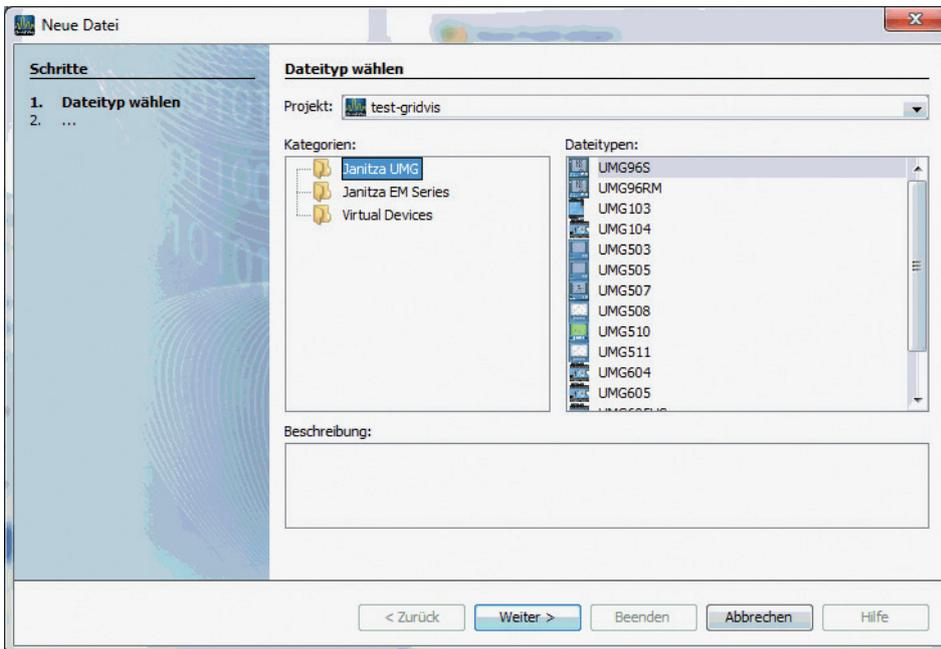 Neue Datei
Schritte
1. Dateityp wählen
2. ...
Dateityp wählen
Projekt: test-gridvis
Kategorien:
Janitza UMG
Janitza EM Series
Virtual Devices
Dateitypen:
UMG96S
UMG96RM
UMG103
UMG104
UMG503
UMG505
UMG507
UMG508
UMG510
UMG511
UMG604
UMG605
Beschreibung:
< Zurück
Weiter >
Beenden
Abbrechen
Hilfe